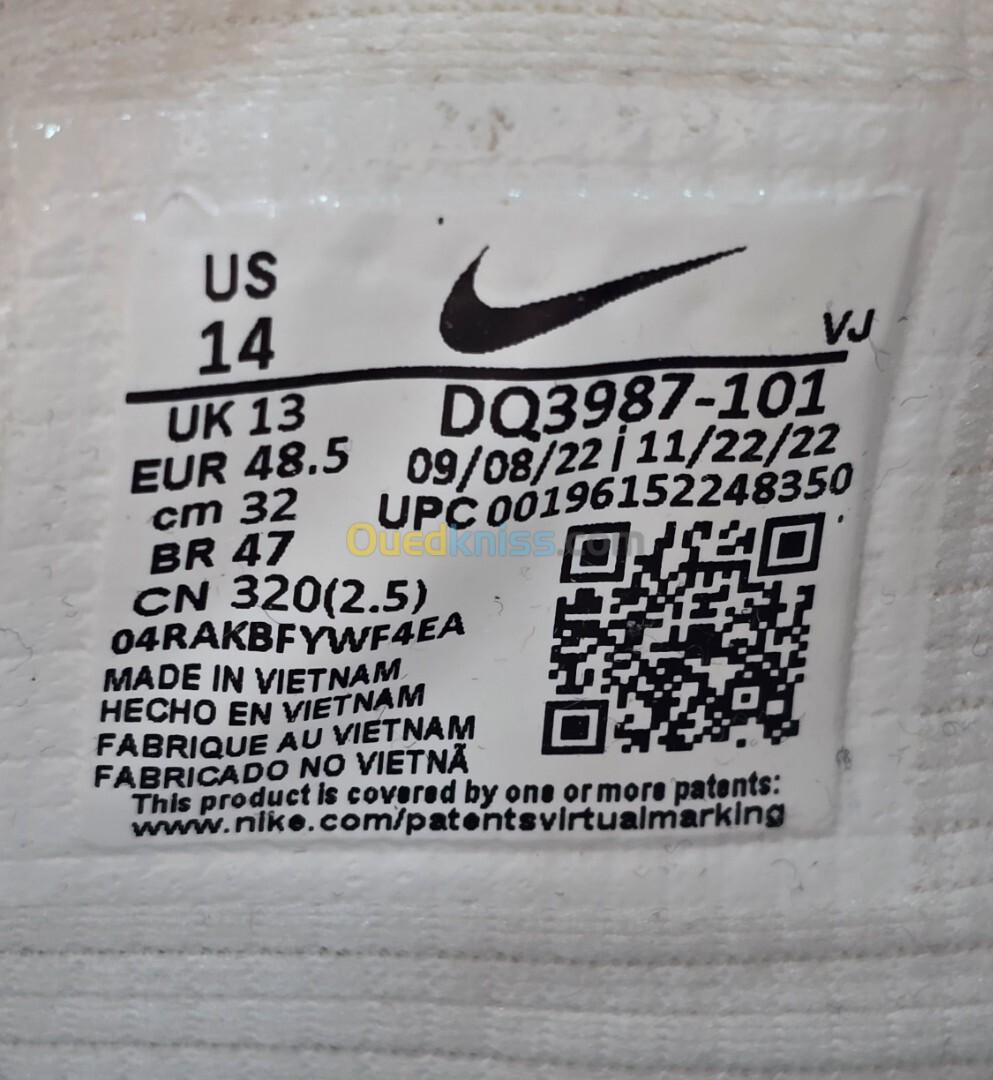 US
14
VJ
UK 13
DQ3987-101
EUR 48.5
09/08/22 | 11/22/22
cm 32
UPC 00196152248350
BR 47
Ouedkniss.com
CN 320(2.5)
04RAKBFYWF4EA
MADE IN VIETNAM
HECHO EN VIETNAM
FABRIQUE AU VIETNAM
FABRICADO NO VIETNÃ
This product is covered by one or more patents:
www.nike.com/patentsvirtualmarking